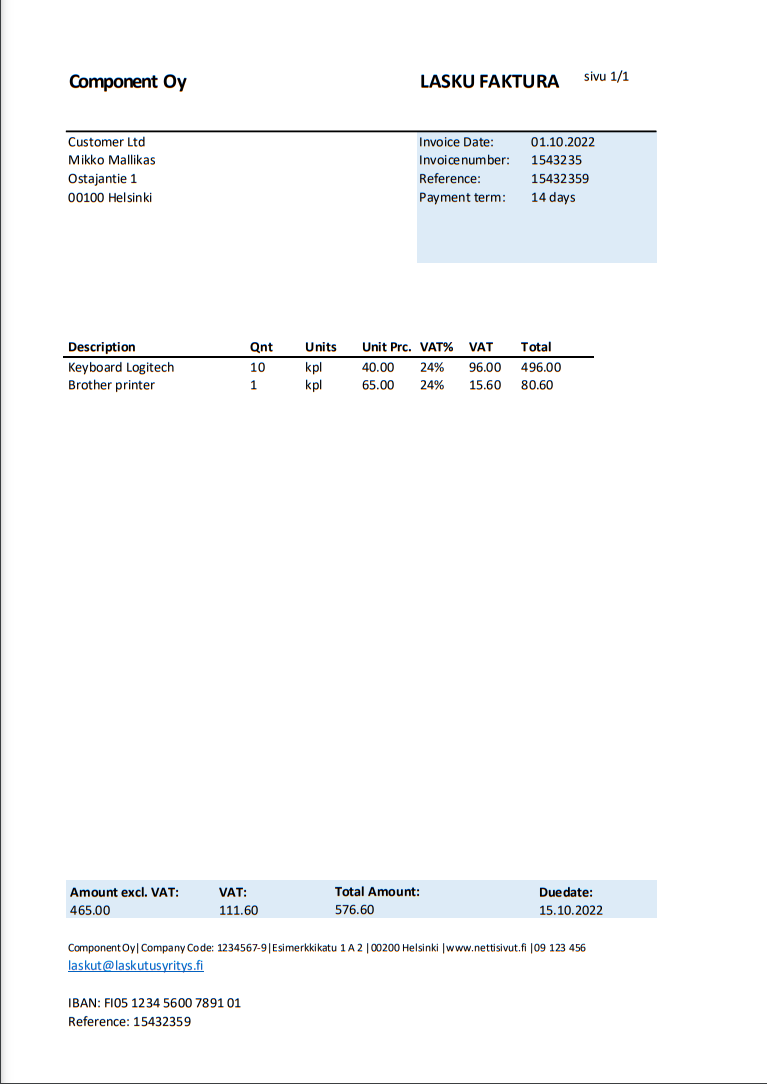 Component Oy
LASKU FAKTURA sivu 1/1
Customer Ltd
Mikko Mallikas
Ostajantie 1
00100 Helsinki
Invoice Date: 01.10.2022
Invoicenumber: 1543235
Reference: 15432359
Payment term: 14 days
Description Qnt Units Unit Prc. VAT% VAT Total
Keyboard Logitech 10 kpl 40.00 24% 96.00 496.00
Brother printer 1 kpl 65.00 24% 15.60 80.60
Amount excl. VAT: VAT: Total Amount: Duedate:
465.00 111.60 576.60 15.10.2022
Component Oy| Company Code: 1234567-9|Esimerkkikatu 1 A 2 |00200 Helsinki |www.nettisivut.fi |09 123 456
laskut@laskutusyritys.fi
IBAN: FI05 1234 5600 7891 01
Reference: 15432359